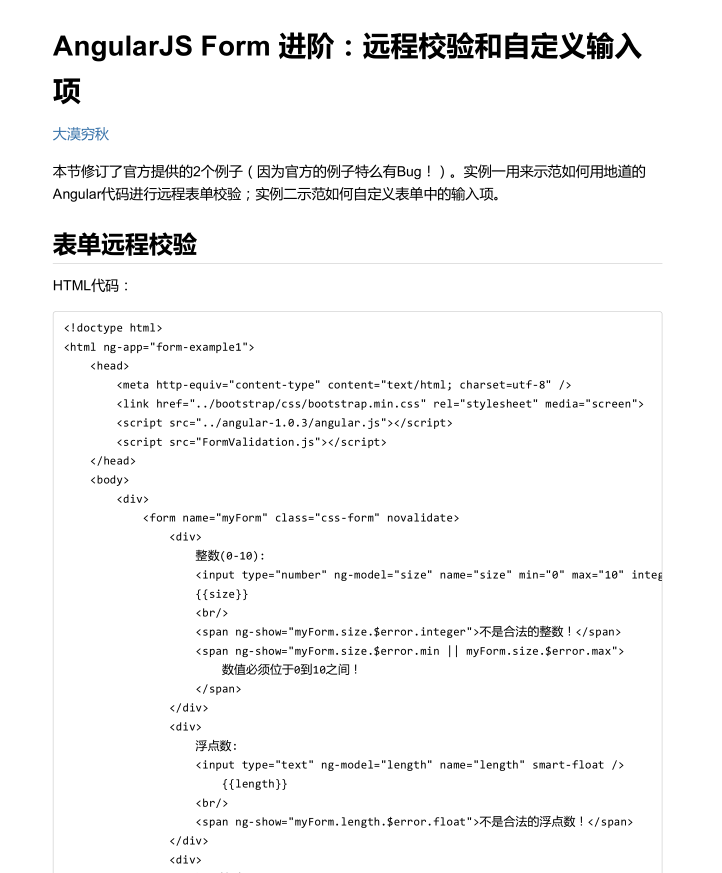 AngularJS Form 进阶：远程校验和自定义输入
项
大漠穷秋
本节修订了官方提供的2个例子（因为官方的例子特么有Bug！）。实例一用来示范如何用地道的
Angular代码进行远程表单校验；实例二示范如何自定义表单中的输入项。
表单远程校验
HTML代码：
<!doctype html>
<html ng-app="form-example1">
    <head>
        <meta http-equiv="content-type" content="text/html; charset=utf-8" />
        <link href="../bootstrap/css/bootstrap.min.css" rel="stylesheet" media="screen">
        <script src="../angular-1.0.3/angular.js"></script>
        <script src="FormValidation.js"></script>
    </head>
    <body>
        <div>
            <form name="myForm" class="css-form" novalidate>
                <div>
                    整数(0-10):
                    <input type="number" ng-model="size" name="size" min="0" max="10" integ
                    {{size}}
                    <br/>
                    <span ng-show="myForm.size.$error.integer">不是合法的整数！</span>
                    <span ng-show="myForm.size.$error.min || myForm.size.$error.max">
                        数值必须位于0到10之间！
                    </span>
                </div>
                <div>
                    浮点数:
                    <input type="text" ng-model="length" name="length" smart-float />
                        {{length}}
                    <br/>
                    <span ng-show="myForm.length.$error.float">不是合法的浮点数！</span>
                </div>
                <div>